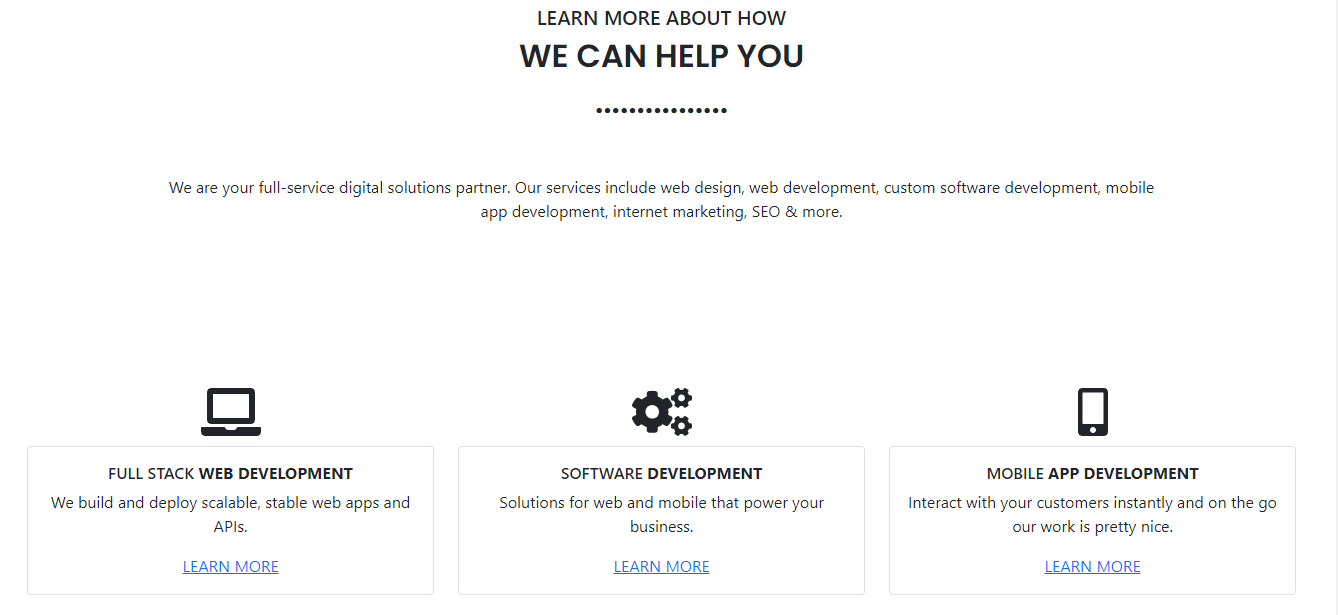 LEARN MORE ABOUT HOW
WE CAN HELP YOU
We are your full-service digital solutions partner. Our services include web design, web development, custom software development, mobile
app development, internet marketing, SEO & more.
FULL STACK WEB DEVELOPMENT
We build and deploy scalable, stable web apps and
APIs.
LEARN MORE
SOFTWARE DEVELOPMENT
Solutions for web and mobile that power your
business.
LEARN MORE
MOBILE APP DEVELOPMENT
Interact with your customers instantly and on the go
our work is pretty nice.
LEARN MORE